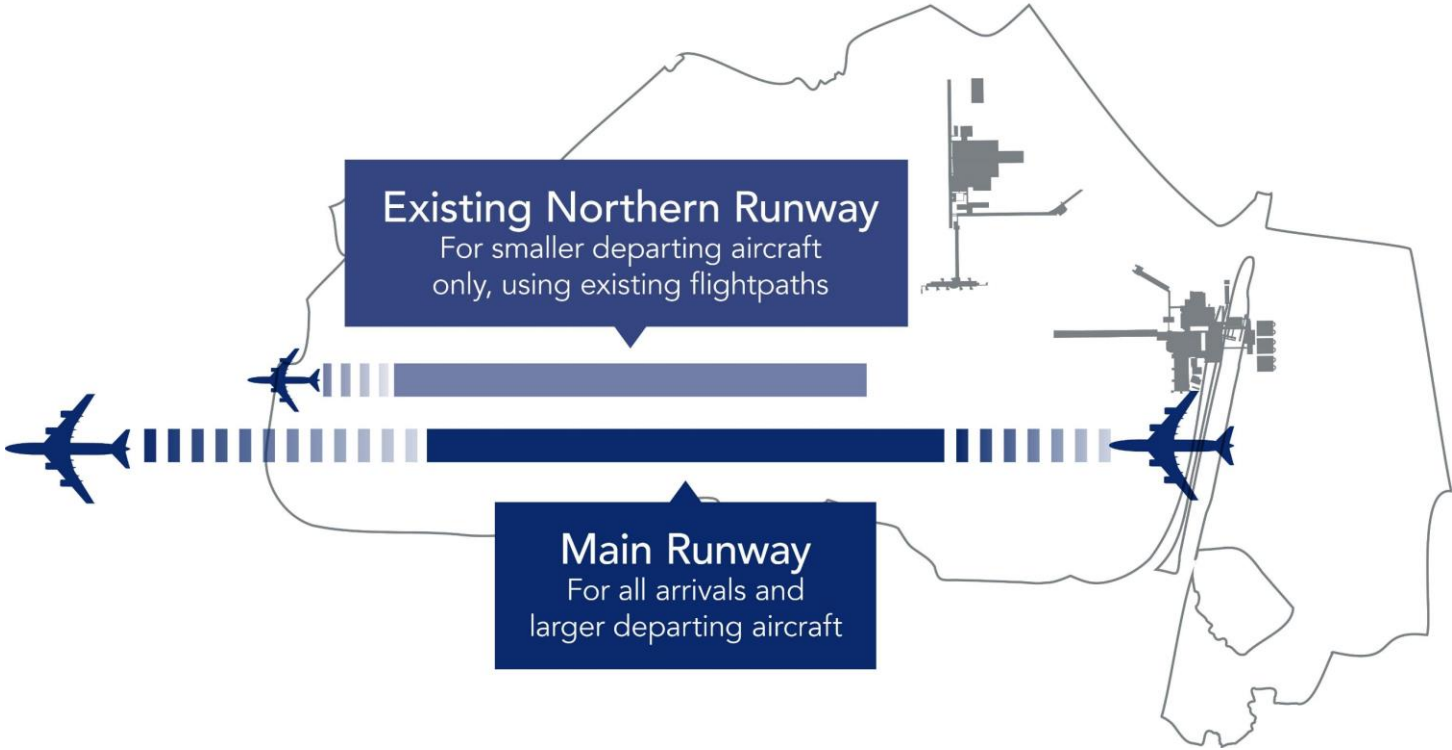 Existing Northern Runway
For smaller departing aircraft
only, using existing flightpaths
Main Runway
For all arrivals and
larger departing aircraft